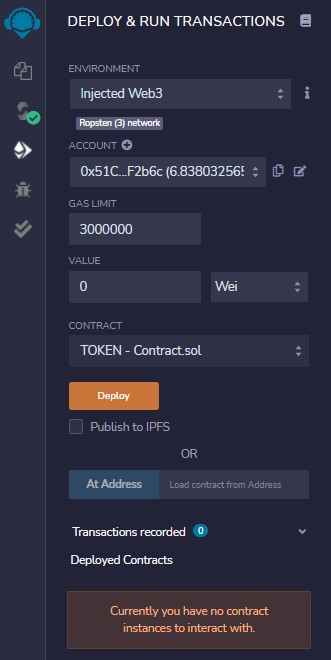 DEPLOY & RUN TRANSACTIONS
ENVIRONMENT
Injected Web3
Ropsten (3) network
ACCOUNT
0x51C...F2b6c (6.838032565
GAS LIMIT
3000000
VALUE
0 Wei
CONTRACT
TOKEN - Contract.sol
Deploy
Publish to IPFS
OR
At Address Load contract from Address
Transactions recorded 0
Deployed Contracts
Currently you have no contract
instances to interact with.